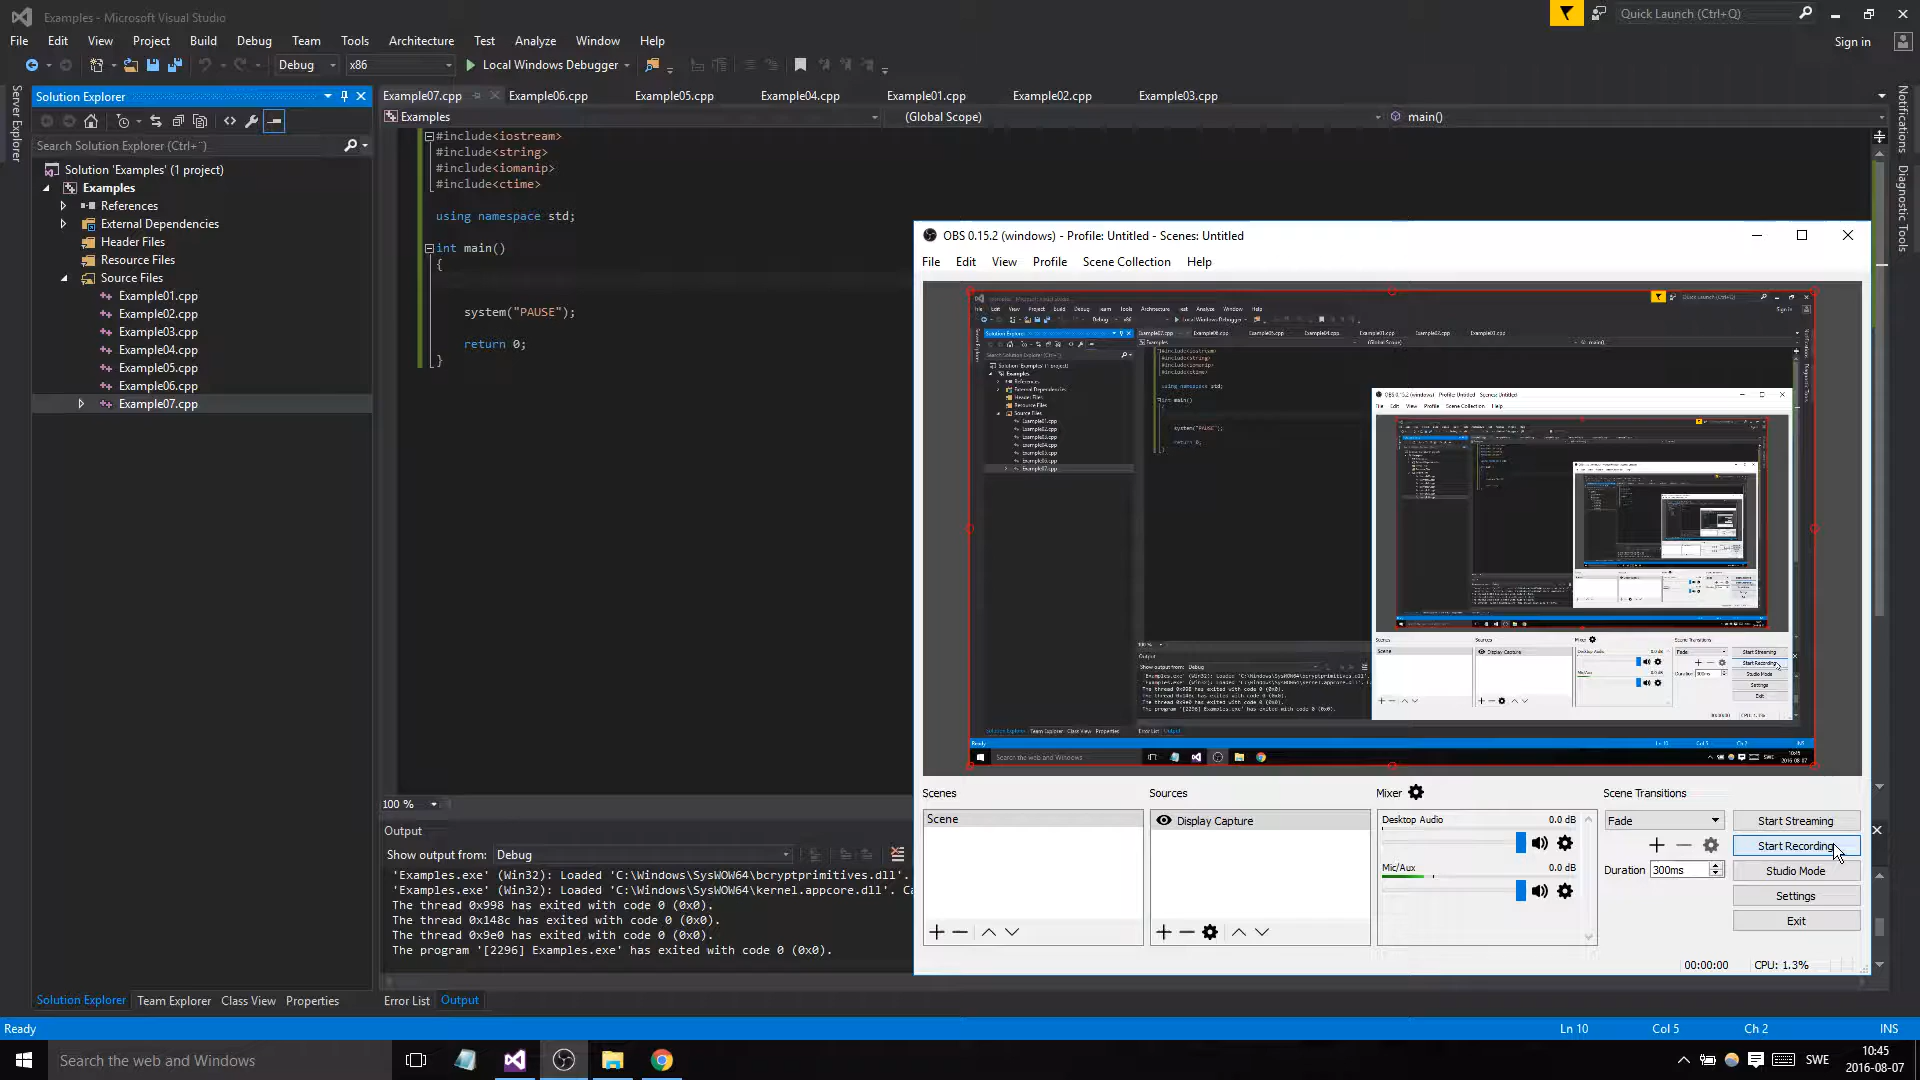 Examples - Microsoft Visual Studio
Quick Launch (Ctrl+Q)
File Edit View Project Build Debug Team Tools Architecture Test Analyze Window Help
Sign in
Debug x86 Local Windows Debugger
Server Explorer
Solution Explorer
Search Solution Explorer (Ctrl+¨)
Solution 'Examples' (1 project)
Examples
References
External Dependencies
Header Files
Resource Files
Source Files
Example01.cpp
Example02.cpp
Example03.cpp
Example04.cpp
Example05.cpp
Example06.cpp
Example07.cpp
Solution Explorer Team Explorer Class View Properties
Example07.cpp Example06.cpp Example05.cpp Example04.cpp Example01.cpp Example02.cpp Example03.cpp
Examples (Global Scope) main()
#include<iostream>
#include<string>
#include<iomanip>
#include<ctime>
using namespace std;
int main()
{
system("PAUSE");
return 0;
}
100 %
Output
Show output from: Debug
'Examples.exe' (Win32): Loaded 'C:\Windows\SysWOW64\bcryptprimitives.dll'.
'Examples.exe' (Win32): Loaded 'C:\Windows\SysWOW64\kernel.appcore.dll'. Ca
The thread 0x998 has exited with code 0 (0x0).
The thread 0x148c has exited with code 0 (0x0).
The thread 0x9e0 has exited with code 0 (0x0).
The program '[2296] Examples.exe' has exited with code 0 (0x0).
Error List Output
Notifications
Diagnostic Tools
OBS 0.15.2 (windows) - Profile: Untitled - Scenes: Untitled
File Edit View Profile Scene Collection Help
Scenes
Scene
Sources
Display Capture
Mixer
Desktop Audio 0.0 dB
Mic/Aux 0.0 dB
Scene Transitions
Fade
Duration 300ms
Start Streaming
Start Recording
Studio Mode
Settings
Exit
00:00:00 CPU: 1.3%
Ready Ln 10 Col 5 Ch 2 INS
Search the web and Windows
SWE
10:45
2016-08-07